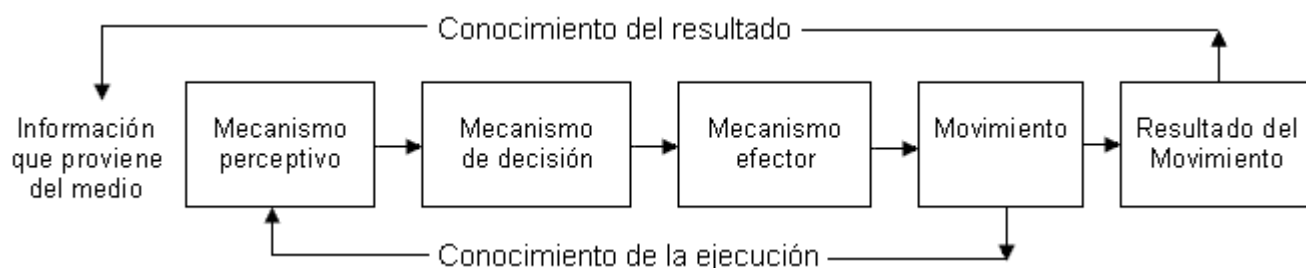 Conocimiento del resultado
Información
que proviene
del medio
Mecanismo
perceptivo
Mecanismo
de decisión
Mecanismo
efector
Movimiento
Resultado del
Movimiento
Conocimiento de la ejecución